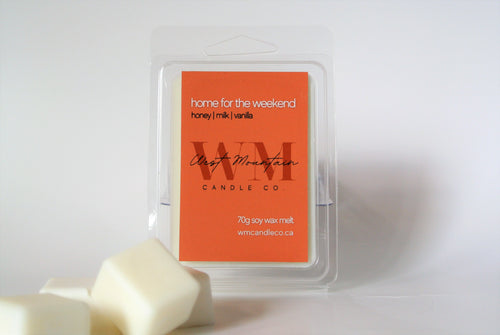 home for the weekend
honey | milk | vanilla
WM
West Mountain
CANDLE CO.
70g soy wax melt
wmcandleco.ca